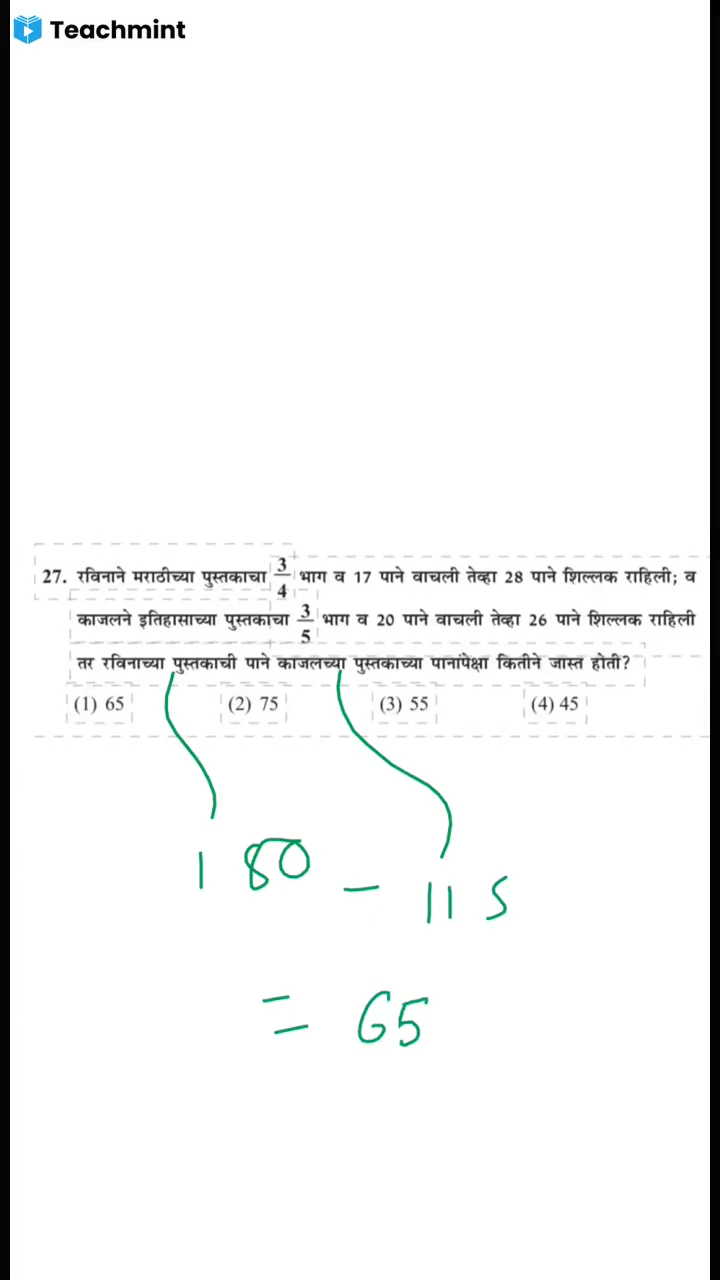 Teachmint
27. रविनाने मराठीच्या पुस्तकाचा 3/4 भाग व 17 पाने वाचली तेव्हा 28 पाने शिल्लक राहिली; व
काजलने इतिहासाच्या पुस्तकाचा 3/5 भाग व 20 पाने वाचली तेव्हा 26 पाने शिल्लक राहिली
तर रविनाच्या पुस्तकाची पाने काजलच्या पुस्तकाच्या पानांपेक्षा कितीने जास्त होती?
(1) 65 (2) 75 (3) 55 (4) 45
180 - 115
= 65